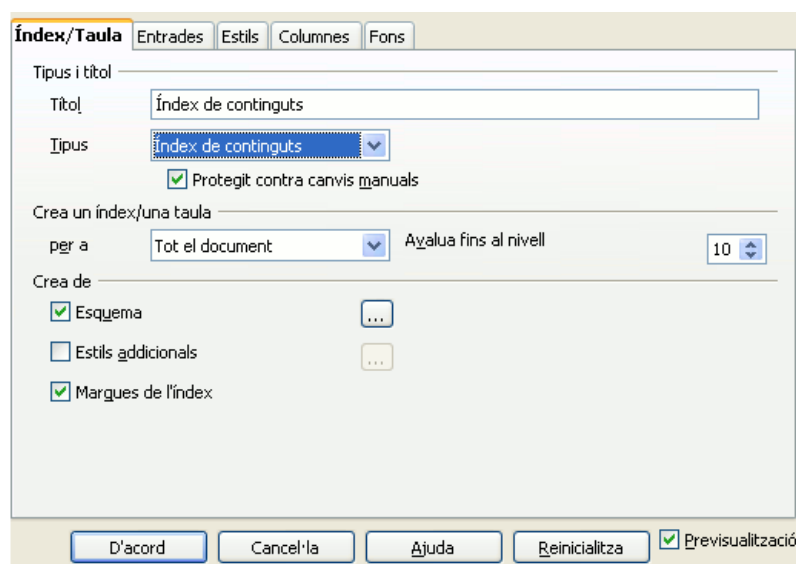 Índex/Taula Entrades Estils Columnes Fons
Tipus i títol
Títol Índex de continguts
Tipus Índex de continguts
Protegit contra canvis manuals
Crea un índex/una taula
per a Tot el document Avalua fins al nivell 10
Crea de
Esquema ...
Estils addicionals ...
Marques de l'índex
D'acord Cancel·la Ajuda Reinicialitza Previsualització